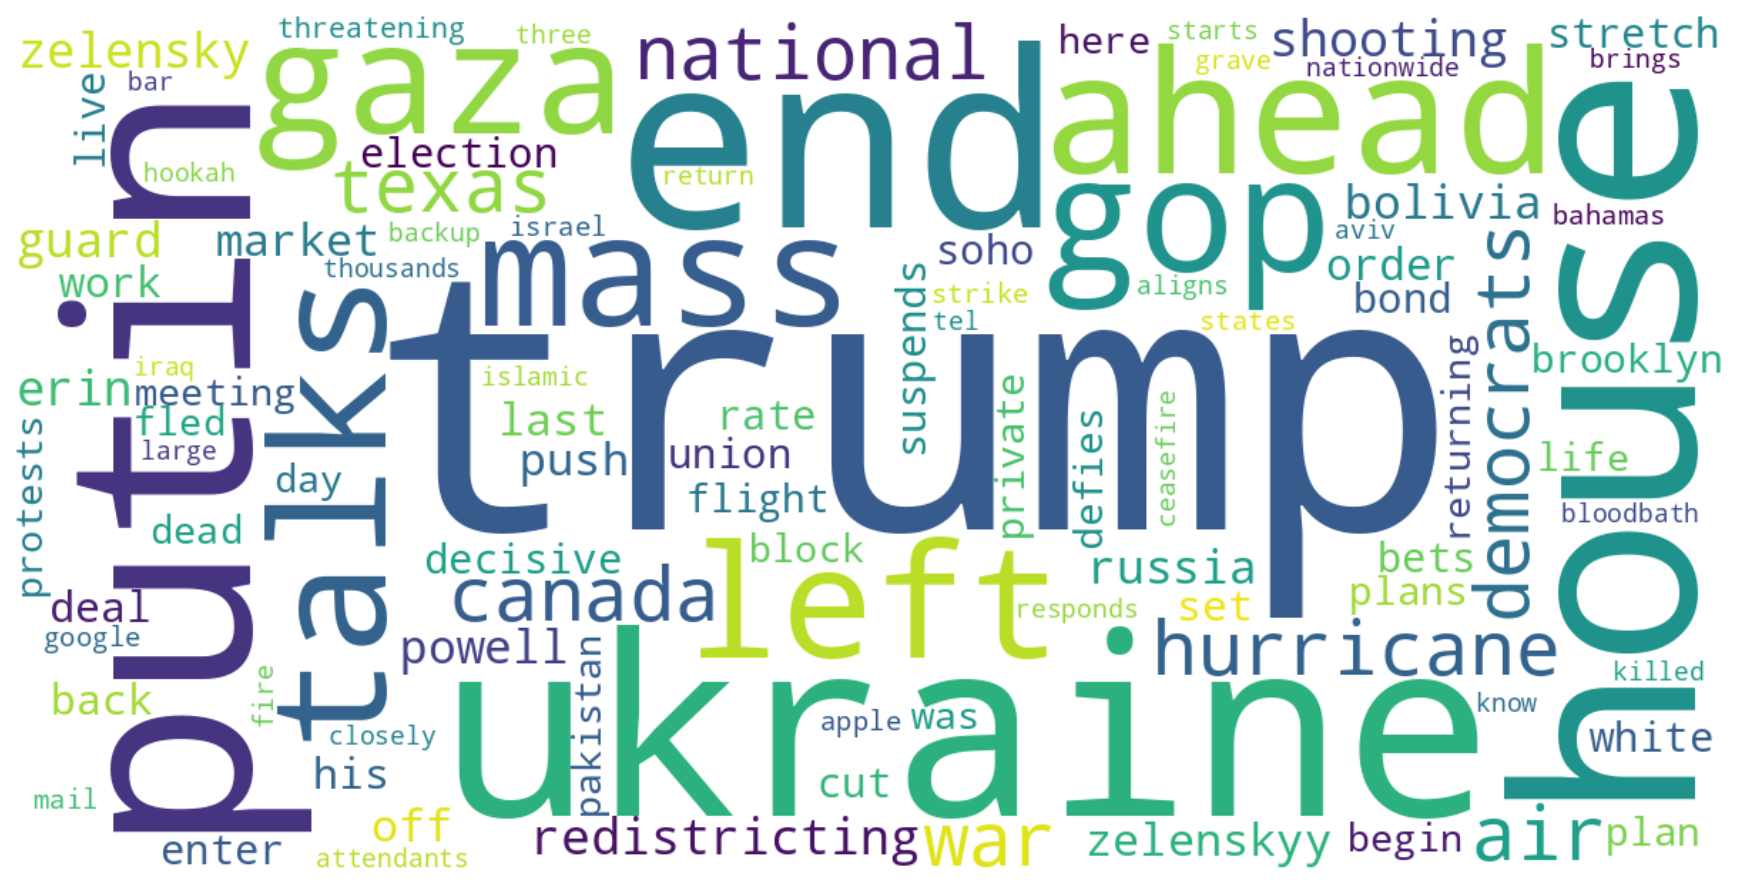 threatening
three
zelensky
gaza
national
here
starts
shooting
stretch
grave
nationwide
brings
bar
live
end
ahead
house
putin
election
hookah
texas
return
gop
bolivia
bahamas
guard
market
backup
israel
mass
soho
aviv
work
thousands
suspends
strike
aligns
order
bond
democrats
talks
trump
tel
states
erin
iraq
meeting
islamic
returning
brooklyn
protests
fled
large
last
rate
private
defies
ceasefire
day
push
union
flight
life
dead
decisive
block
left
russia
bets
bloodbath
deal
google
canada
responds
set
plans
powell
hurricane
killed
back
fire
pakistan
ukraine
know
closely
apple
was
white
his
cut
mail
enter
off
attendants
redistricting
war
zelenskyy
begin
air
plan